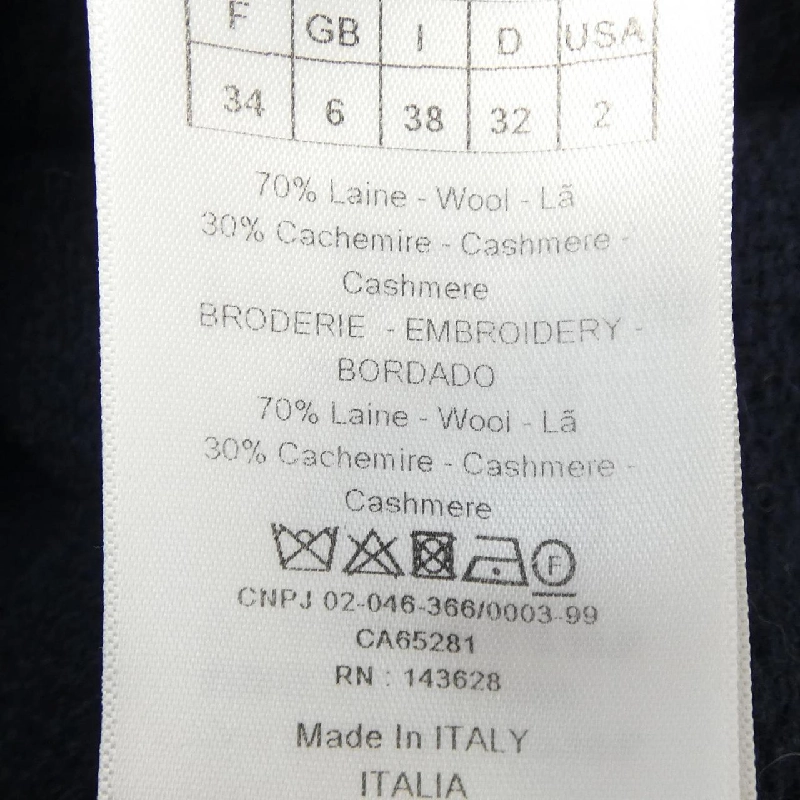 F GB I D USA
34 6 38 32 2
70% Laine - Wool - Lã
30% Cachemire - Cashmere -
Cashmere
BRODERIE - EMBROIDERY -
BORDADO
70% Laine - Wool - Lã
30% Cachemire - Cashmere -
Cashmere
F
CNPJ 02-046-366/0003-99
CA65281
RN : 143628
Made In ITALY
ITALIA